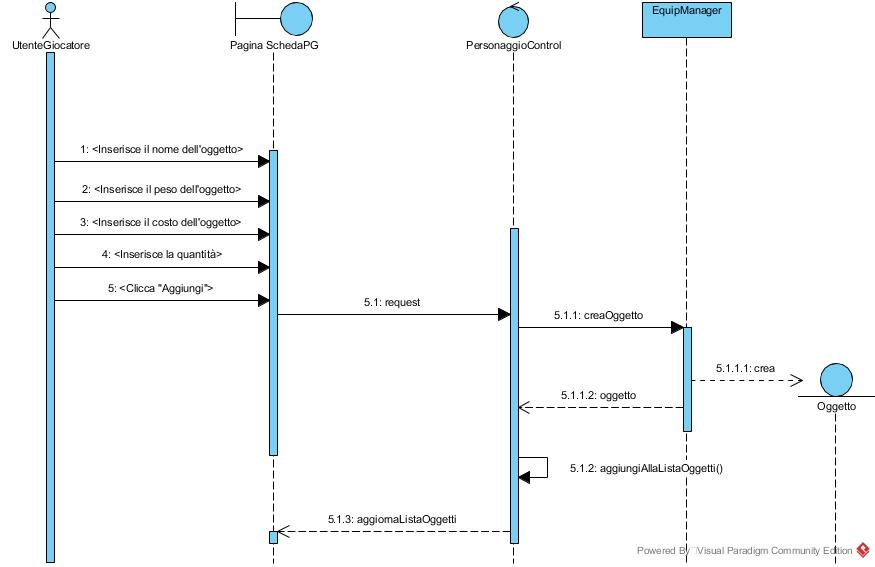 EquipManager
UtenteGiocatore
Pagina SchedaPG
PersonaggioControl
1: <Inserisce il nome dell'oggetto>
2: <Inserisce il peso dell'oggetto>
3: <Inserisce il costo dell'oggetto>
4: <Inserisce la quantità>
5: <Clicca "Aggiungi">
5.1: request
5.1.1: creaOggetto
5.1.1.1: crea
5.1.1.2: oggetto
Oggetto
5.1.2: aggiungiAllaListaOggetti()
5.1.3: aggiornaListaOggetti
Powered By Visual Paradigm Community Edition